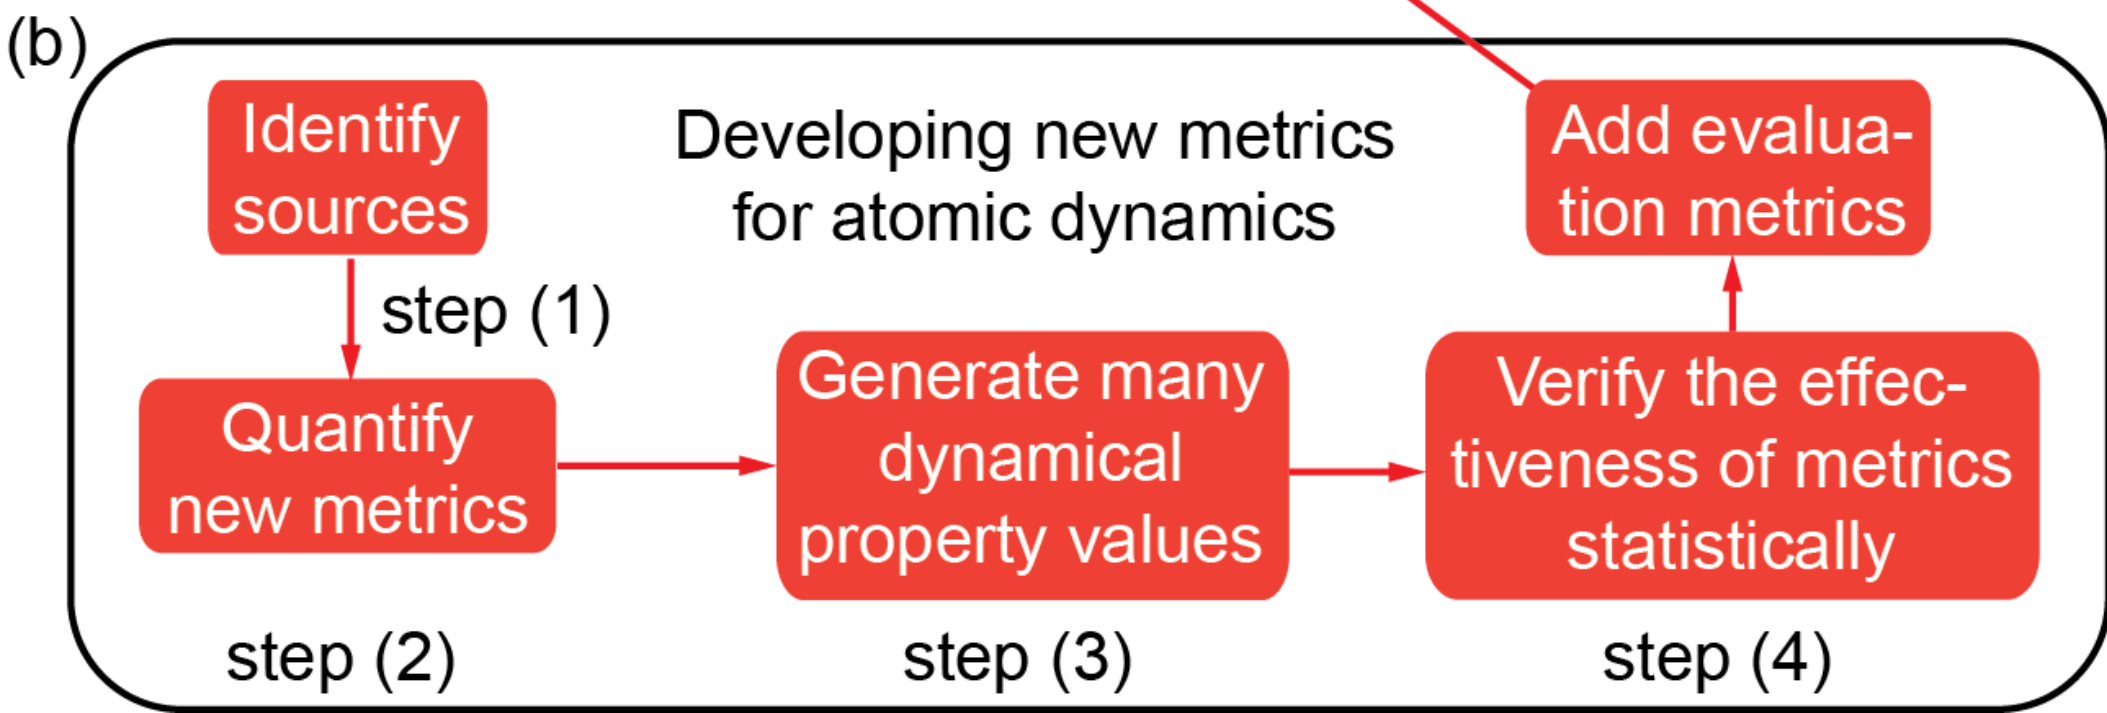 (b)
Identify
sources
step (1)
Developing new metrics
for atomic dynamics
Add evalua-
tion metrics
Quantify
new metrics
step (2)
Generate many
dynamical
property values
step (3)
Verify the effec-
tiveness of metrics
statistically
step (4)